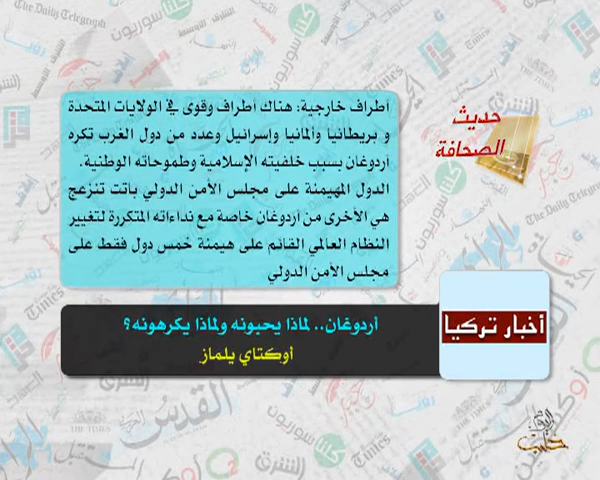 حديث
الصحافة
أطراف خارجية: هناك أطراف وقوى في الولايات المتحدة
و بريطانيا وألمانيا وإسرائيل وعدد من دول الغرب تكره
أردوغان بسبب خلفيته الإسلامية وطموحاته الوطنية.
الدول المهيمنة على مجلس الأمن الدولي باتت تنزعج
هي الأخرى من أردوغان خاصة مع نداءاته المتكررة لتغيير
النظام العالمي القائم على هيمنة خمس دول فقط على
مجلس الأمن الدولي
أخبار تركيا
أردوغان.. لماذا يحبونه ولماذا يكرهونه؟
أوكتاي يلماز
حلب اليوم